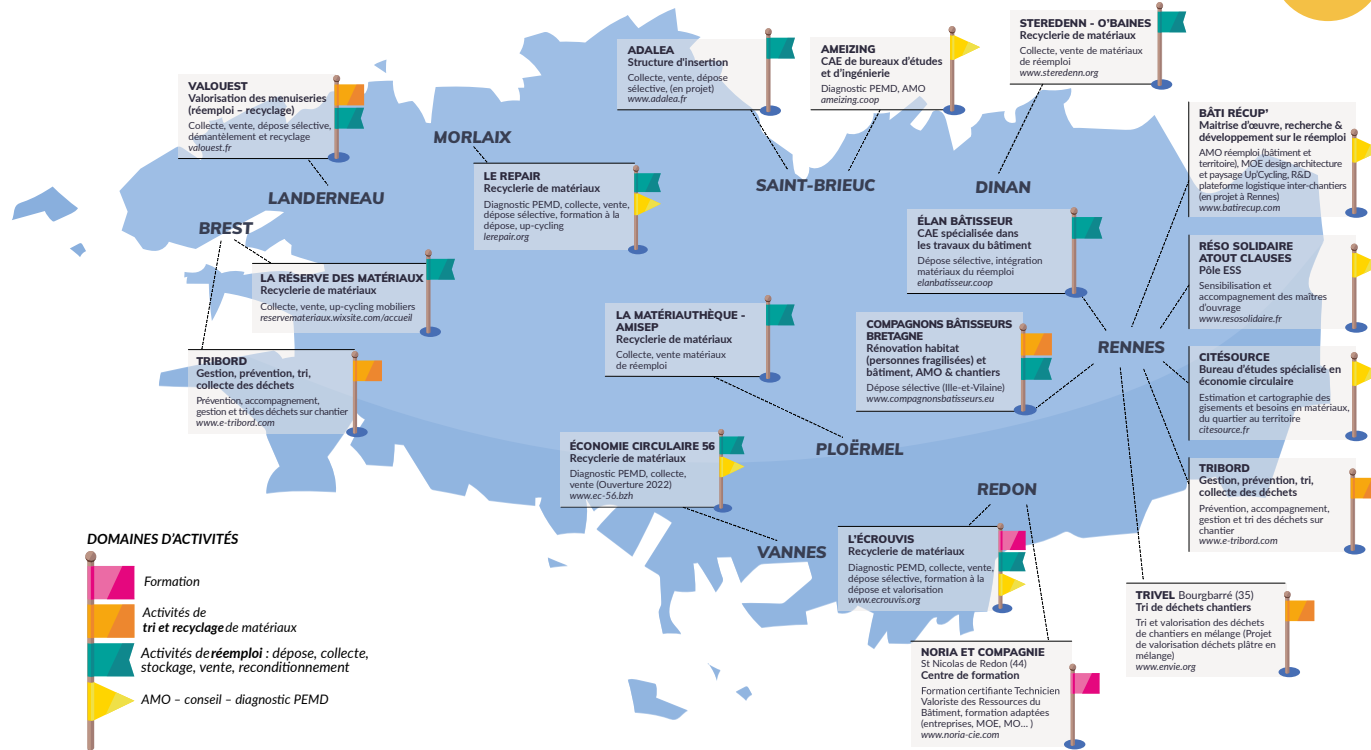 VALOUEST
Valorisation des menuiseries
(réemploi – recyclage)
Collecte, vente, dépose sélective,
démantèlement et recyclage
valouest.fr
LANDERNEAU
MORLAIX
LE REPAIR
Recyclerie de matériaux
Diagnostic PEMD, collecte, vente,
dépose sélective, formation à la
dépose, up-cycling
lerepair.org
BREST
LA RÉSERVE DES MATÉRIAUX
Recyclerie de matériaux
Collecte, vente, up-cycling mobiliers
reservemateriaux.wixsite.com/accueil
TRIBORD
Gestion, prévention, tri,
collecte des déchets
Prévention, accompagnement,
gestion et tri des déchets sur chantier
www.e-tribord.com
ADALEA
Structure d'insertion
Collecte, vente, dépose
sélective, (en projet)
www.adalea.fr
AMEIZING
CAE de bureaux d'études
et d'ingénierie
Diagnostic PEMD, AMO
ameizing.coop
SAINT-BRIEUC
STEREDENN - O'BAINES
Recyclerie de matériaux
Collecte, vente de matériaux
de réemploi
www.steredenn.org
DINAN
ÉLAN BÂTISSEUR
CAE spécialisée dans
les travaux du bâtiment
Dépose sélective, intégration
matériaux du réemploi
elanbatisseur.coop
LA MATÉRIAUTHÈQUE -
AMISEP
Recyclerie de matériaux
Collecte, vente matériaux
de réemploi
PLOËRMEL
COMPAGNONS BÂTISSEURS
BRETAGNE
Rénovation habitat
(personnes fragilisées) et
bâtiment, AMO & chantiers
Dépose sélective (Ille-et-Vilaine)
www.compagnonsbatisseurs.eu
RENNES
BÂTI RÉCUP'
Maitrise d'œuvre, recherche &
développement sur le réemploi
AMO réemploi (bâtiment et
territoire), MOE design architecture
et paysage Up'Cycling, R&D
plateforme logistique inter-chantiers
(en projet à Rennes)
www.batirecup.com
RÉSO SOLIDAIRE
ATOUT CLAUSES
Pôle ESS
Sensibilisation et
accompagnement des maîtres
d'ouvrage
www.resosolidaire.fr
CITÉSOURCE
Bureau d'études spécialisé en
économie circulaire
Estimation et cartographie des
gisements et besoins en matériaux,
du quartier au territoire
citesource.fr
TRIBORD
Gestion, prévention, tri,
collecte des déchets
Prévention, accompagnement,
gestion et tri des déchets sur
chantier
www.e-tribord.com
TRIVEL Bourgbarré (35)
Tri de déchets chantiers
Tri et valorisation des déchets
de chantiers en mélange (Projet
de valorisation déchets plâtre en
mélange)
www.envie.org
ÉCONOMIE CIRCULAIRE 56
Recyclerie de matériaux
Diagnostic PEMD, collecte,
vente (Ouverture 2022)
www.ec-56.bzh
VANNES
REDON
L'ÉCROUVIS
Recyclerie de matériaux
Diagnostic PEMD, collecte, vente,
dépose sélective, formation à la
dépose et valorisation
www.ecrouvis.org
NORIA ET COMPAGNIE
St Nicolas de Redon (44)
Centre de formation
Formation certifiante Technicien
Valoriste des Ressources du
Bâtiment, formation adaptées
(entreprises, MOE, MO... )
www.noria-cie.com
DOMAINES D'ACTIVITÉS
Formation
Activités de
tri et recyclage de matériaux
Activités de réemploi : dépose, collecte,
stockage, vente, reconditionnement
AMO – conseil – diagnostic PEMD